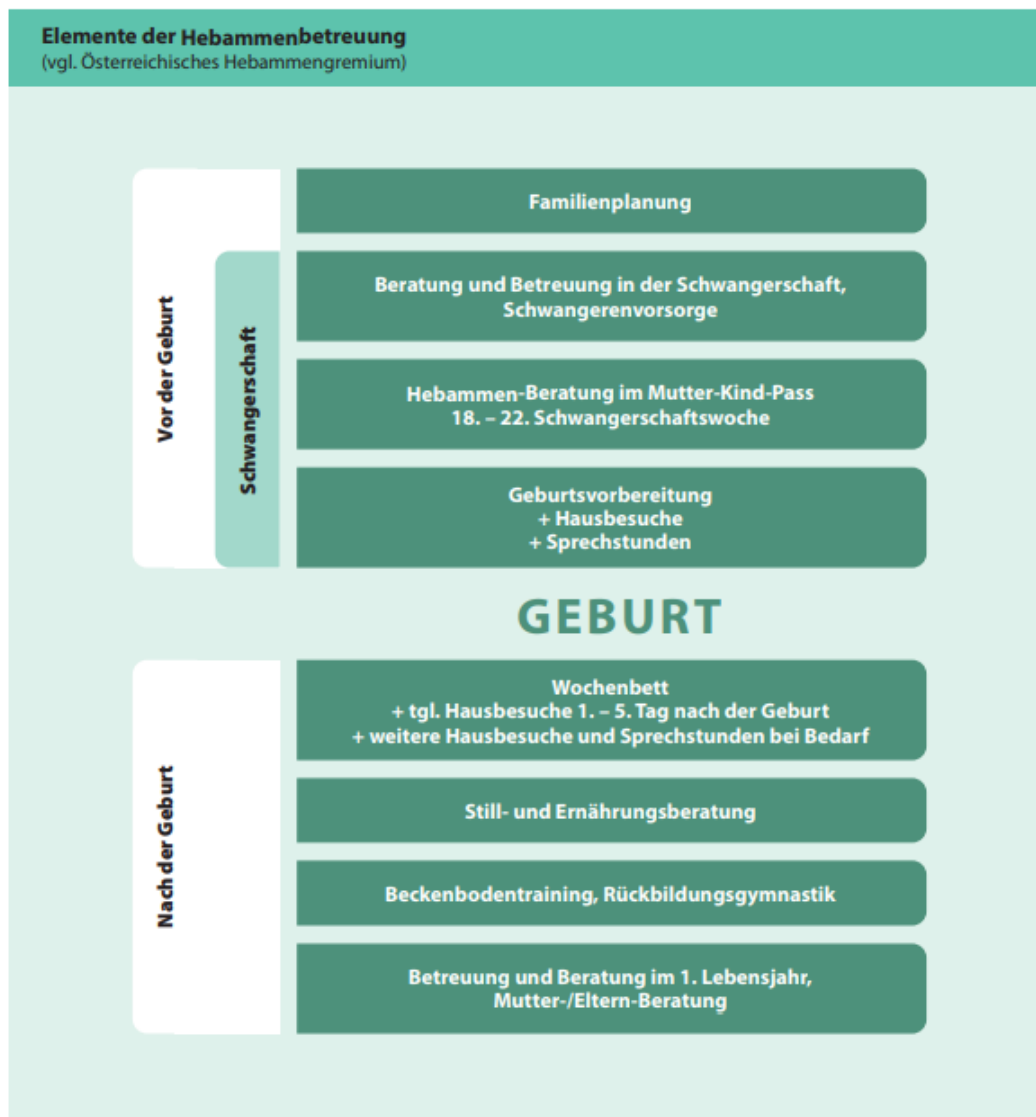 Elemente der Hebammenbetreuung
(vgl. Österreichisches Hebammengremium)
Vor der Geburt
Schwangerschaft
Familienplanung
Beratung und Betreuung in der Schwangerschaft,
Schwangerenvorsorge
Hebammen-Beratung im Mutter-Kind-Pass
18. – 22. Schwangerschaftswoche
Geburtsvorbereitung
+ Hausbesuche
+ Sprechstunden
GEBURT
Nach der Geburt
Wochenbett
+ tgl. Hausbesuche 1. – 5. Tag nach der Geburt
+ weitere Hausbesuche und Sprechstunden bei Bedarf
Still- und Ernährungsberatung
Beckenbodentraining, Rückbildungsgymnastik
Betreuung und Beratung im 1. Lebensjahr,
Mutter-/Eltern-Beratung